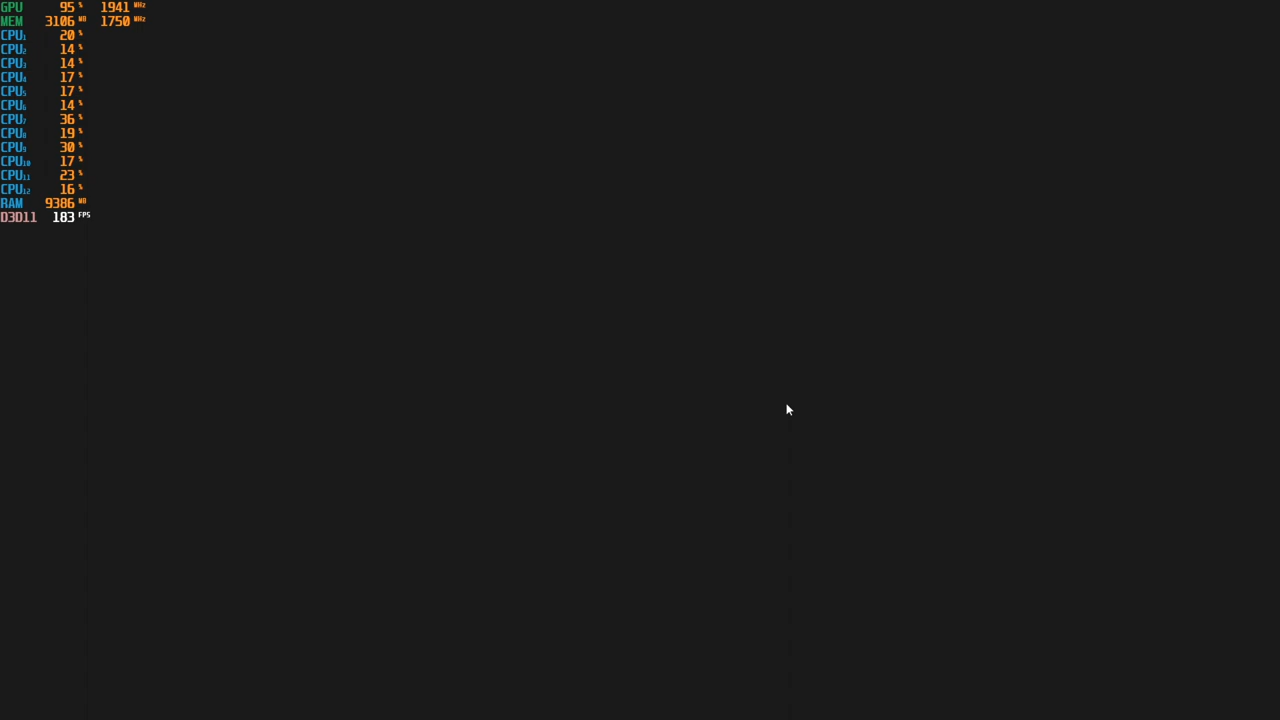 GPU 95 % 1941 MHz
MEM 3106 MB 1750 MHz
CPU1 20 %
CPU2 14 %
CPU3 14 %
CPU4 17 %
CPU5 17 %
CPU6 14 %
CPU7 36 %
CPU8 19 %
CPU9 30 %
CPU10 17 %
CPU11 23 %
CPU12 16 %
RAM 9386 MB
D3D11 183 FPS